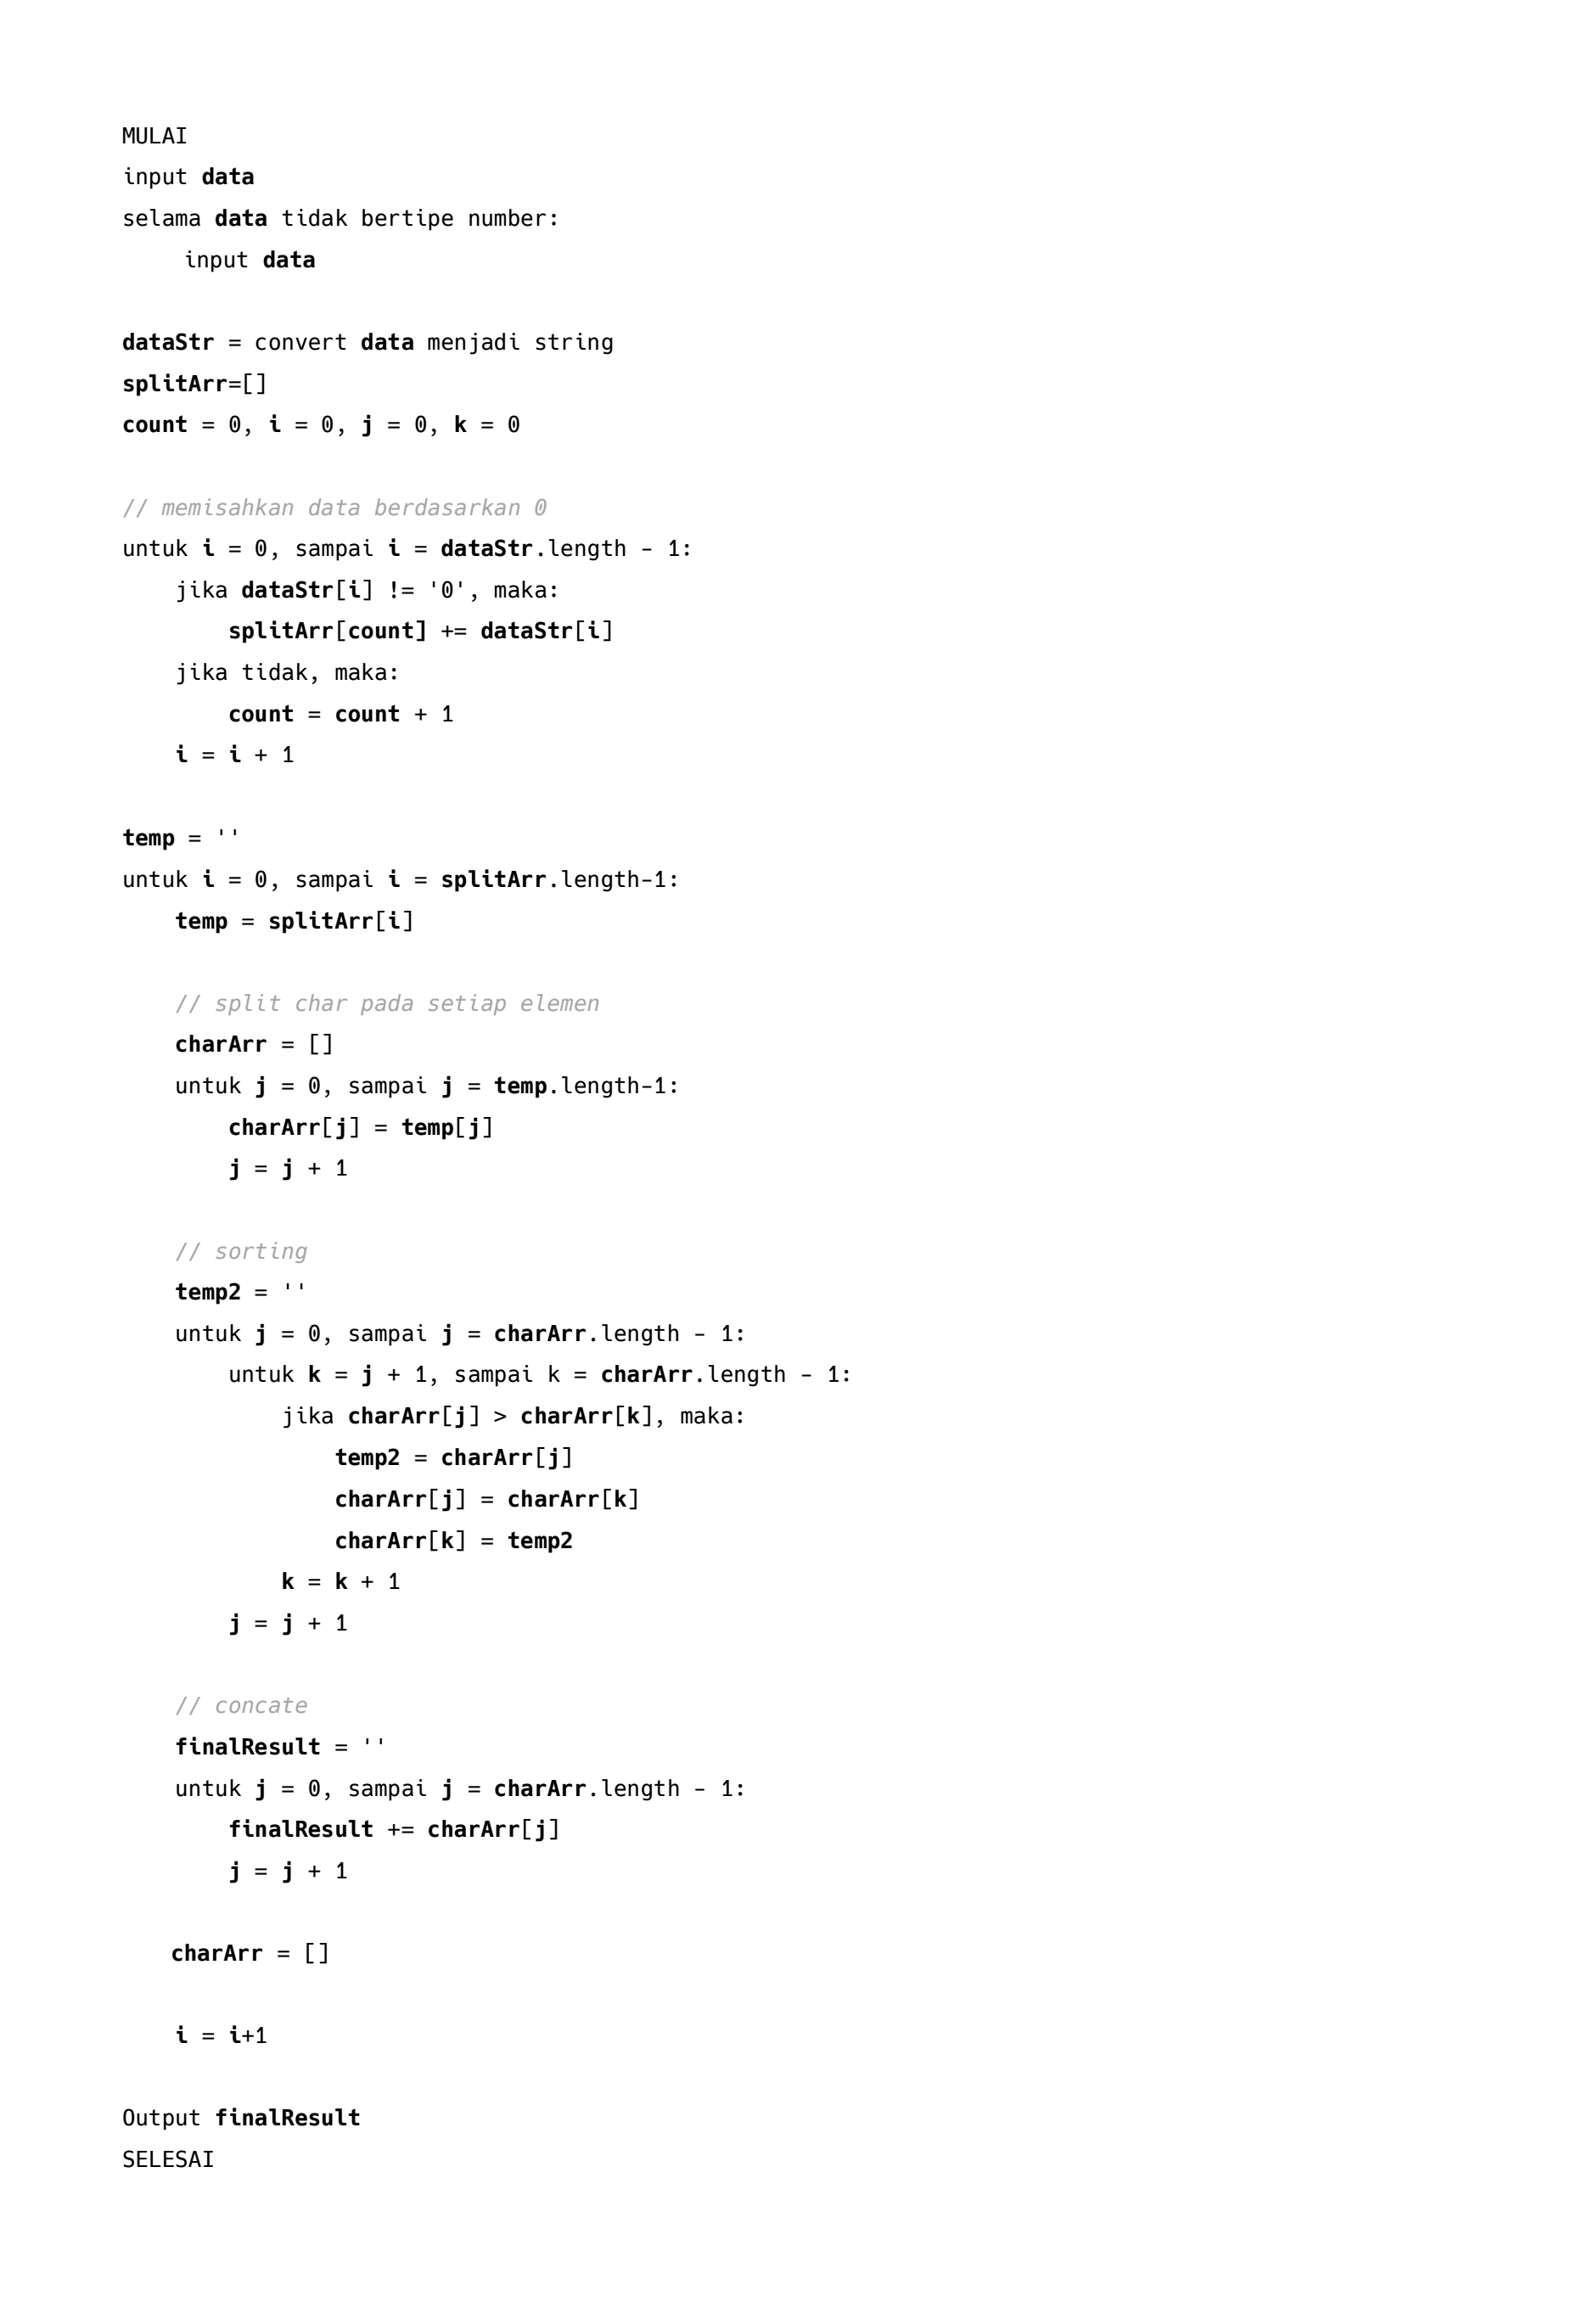 MULAI
input data
selama data tidak bertipe number:
input data
dataStr = convert data menjadi string
splitArr=[]
count = 0, i = 0, j = 0, k = 0
// memisahkan data berdasarkan 0
untuk i = 0, sampai i = dataStr.length - 1:
jika dataStr[i] != '0', maka:
splitArr[count] += dataStr[i]
jika tidak, maka:
count = count + 1
i = i + 1
temp = ''
untuk i = 0, sampai i = splitArr.length-1:
temp = splitArr[i]
// split char pada setiap elemen
charArr = []
untuk j = 0, sampai j = temp.length-1:
charArr[j] = temp[j]
j = j + 1
// sorting
temp2 = ''
untuk j = 0, sampai j = charArr.length - 1:
untuk k = j + 1, sampai k = charArr.length - 1:
jika charArr[j] > charArr[k], maka:
temp2 = charArr[j]
charArr[j] = charArr[k]
charArr[k] = temp2
k = k + 1
j = j + 1
// concate
finalResult = ''
untuk j = 0, sampai j = charArr.length - 1:
finalResult += charArr[j]
j = j + 1
charArr = []
i = i+1
Output finalResult
SELESAI